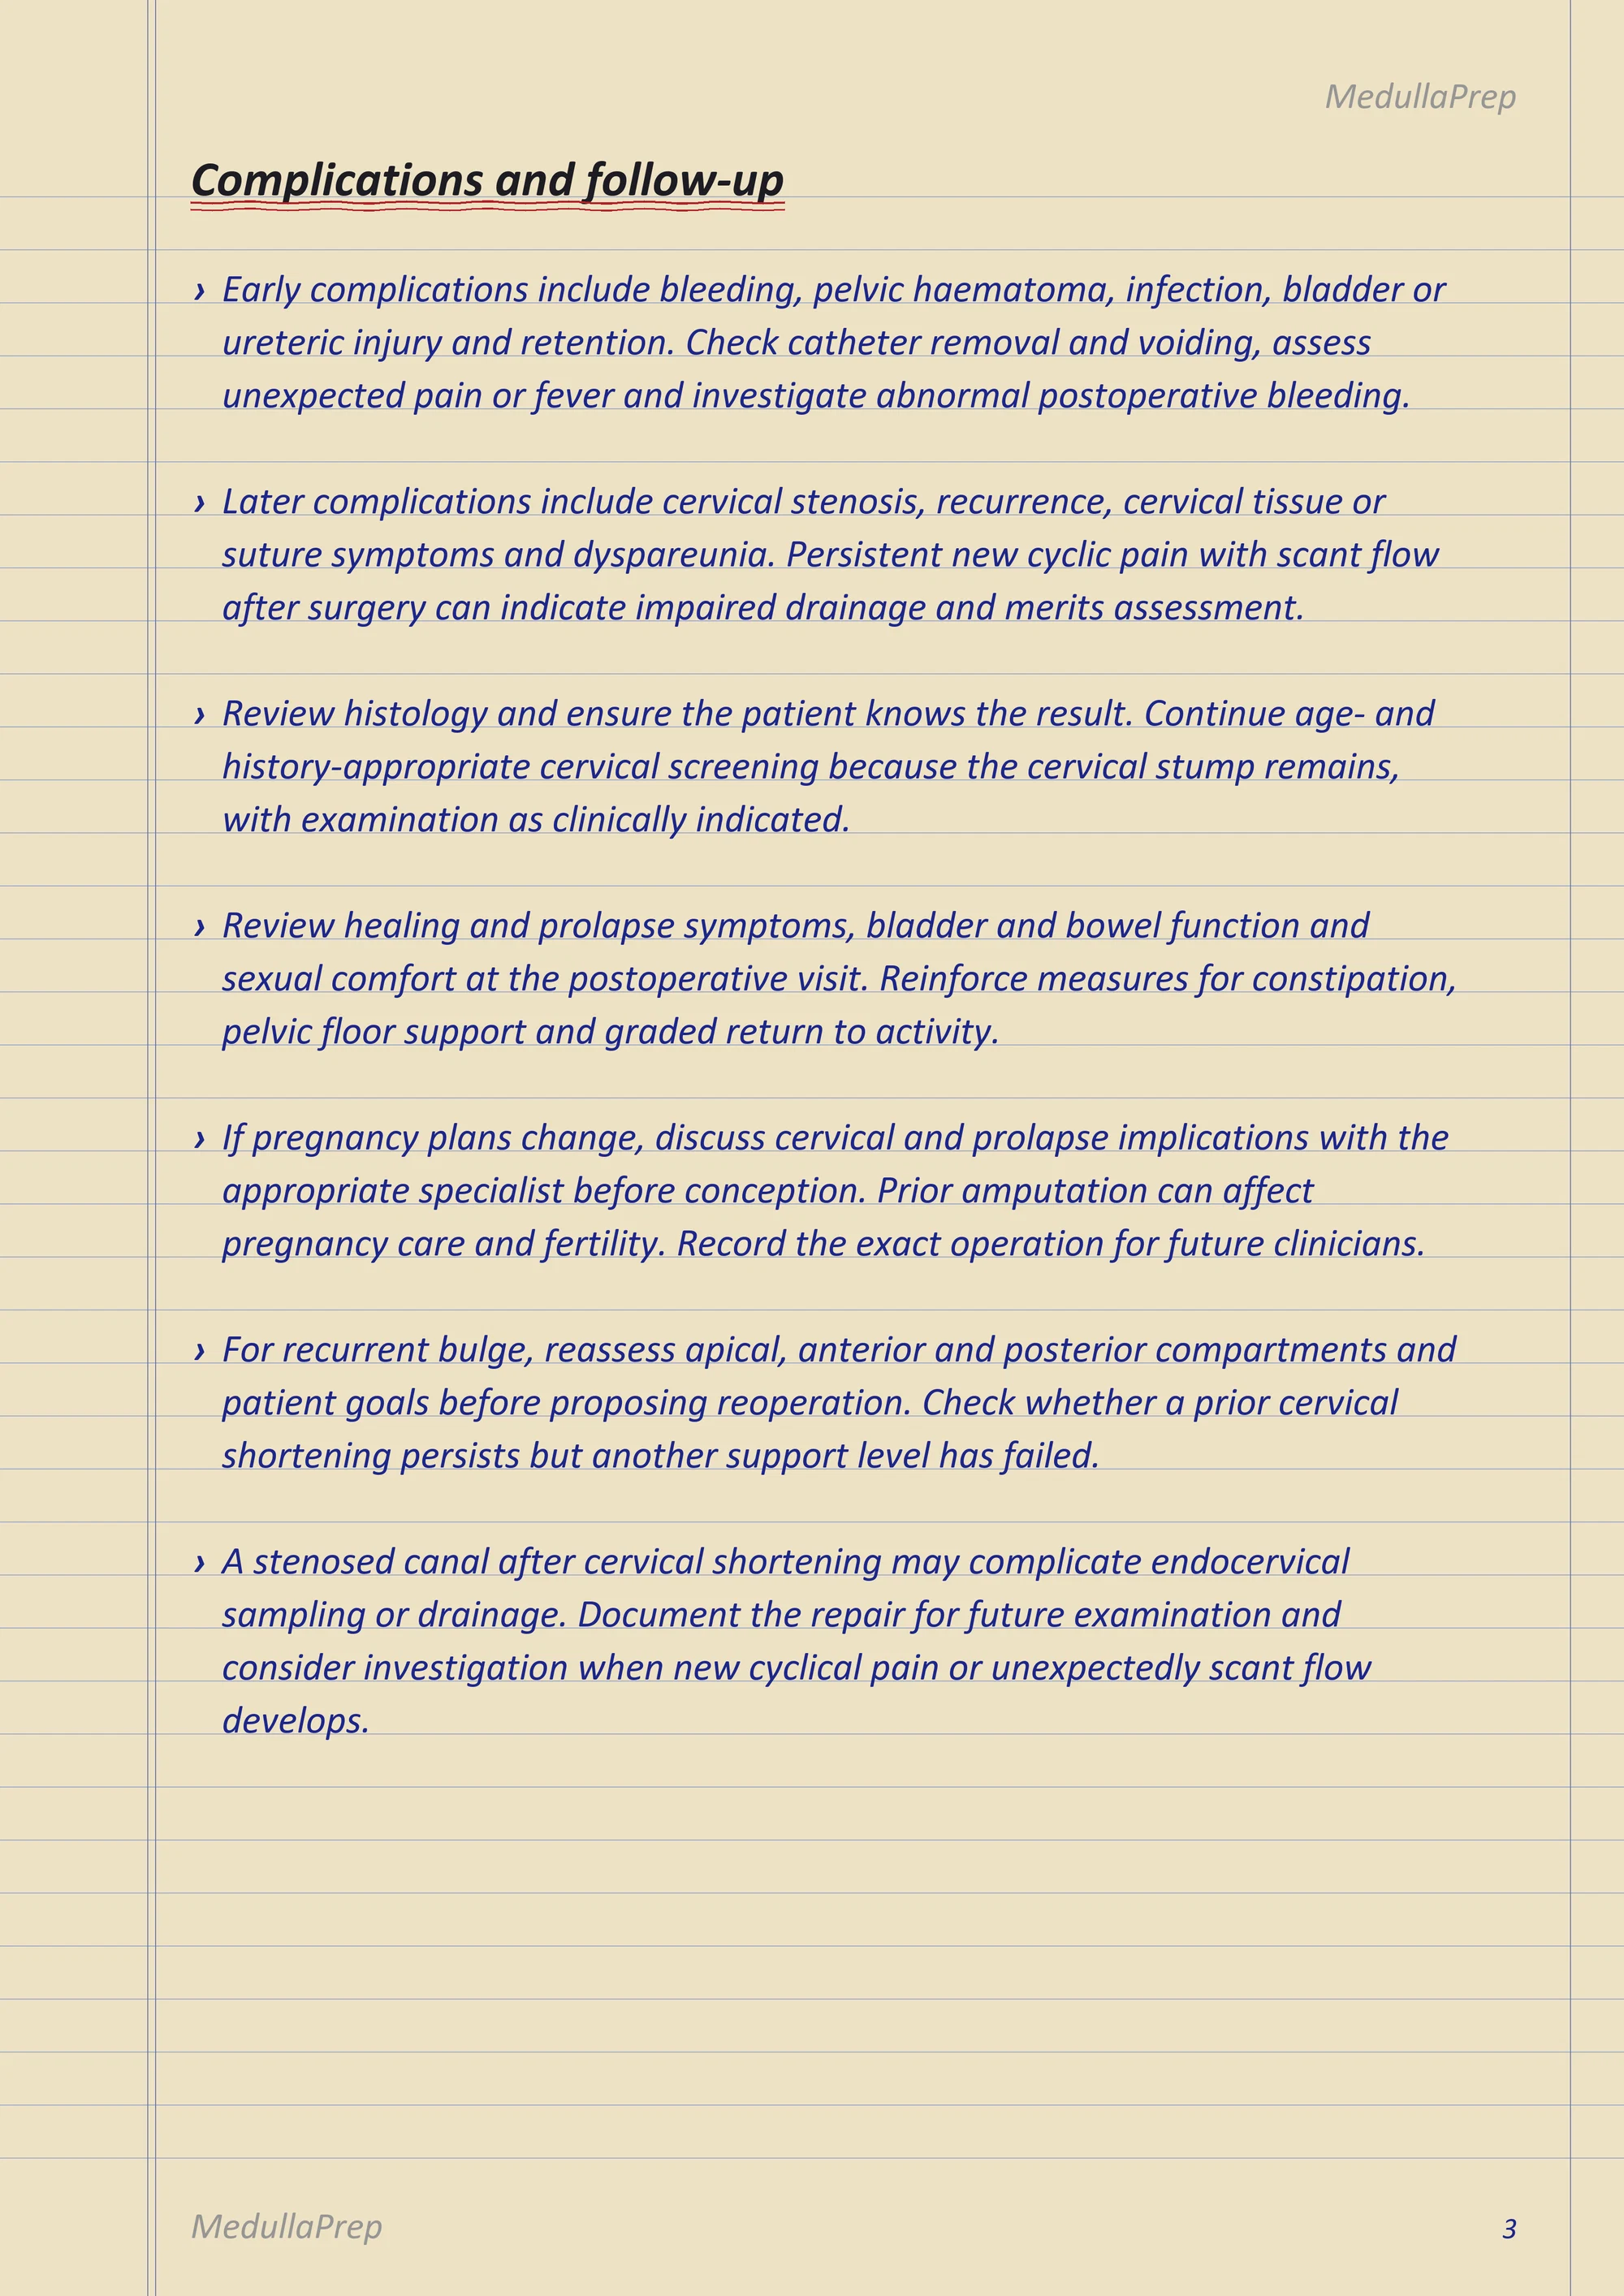 MedullaPrep
Complications and follow-up
› Early complications include bleeding, pelvic haematoma, infection, bladder or
ureteric injury and retention. Check catheter removal and voiding, assess
unexpected pain or fever and investigate abnormal postoperative bleeding.
› Later complications include cervical stenosis, recurrence, cervical tissue or
suture symptoms and dyspareunia. Persistent new cyclic pain with scant flow
after surgery can indicate impaired drainage and merits assessment.
› Review histology and ensure the patient knows the result. Continue age- and
history-appropriate cervical screening because the cervical stump remains,
with examination as clinically indicated.
› Review healing and prolapse symptoms, bladder and bowel function and
sexual comfort at the postoperative visit. Reinforce measures for constipation,
pelvic floor support and graded return to activity.
› If pregnancy plans change, discuss cervical and prolapse implications with the
appropriate specialist before conception. Prior amputation can affect
pregnancy care and fertility. Record the exact operation for future clinicians.
› For recurrent bulge, reassess apical, anterior and posterior compartments and
patient goals before proposing reoperation. Check whether a prior cervical
shortening persists but another support level has failed.
› A stenosed canal after cervical shortening may complicate endocervical
sampling or drainage. Document the repair for future examination and
consider investigation when new cyclical pain or unexpectedly scant flow
develops.
MedullaPrep
3